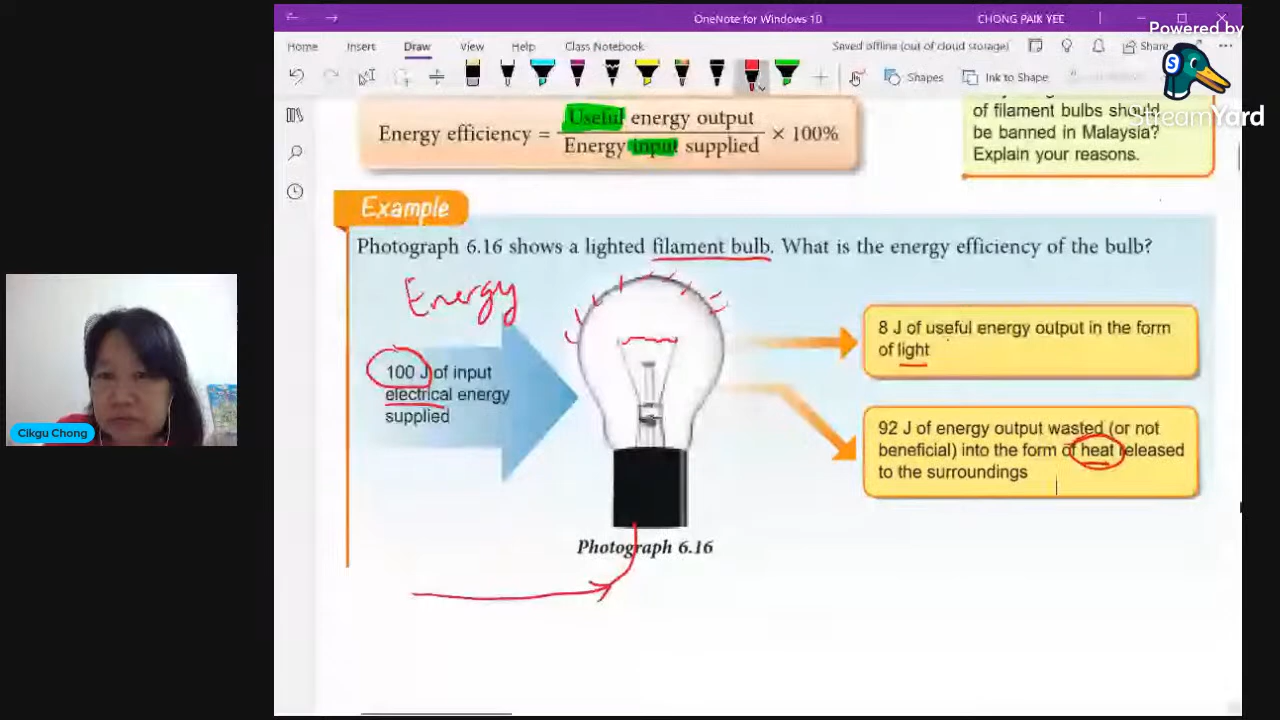 OneNote for Windows 10
CHONG PAIK YEE
Powered by
StreamYard
Home Insert Draw View Help Class Notebook
Saved offline (out of cloud storage)
Share
Shapes
Ink to Shape
Energy efficiency = Useful energy output / Energy input supplied × 100%
of filament bulbs should
be banned in Malaysia?
Explain your reasons.
Example
Photograph 6.16 shows a lighted filament bulb. What is the energy efficiency of the bulb?
Energy
100 J of input
electrical energy
supplied
8 J of useful energy output in the form
of light
92 J of energy output wasted (or not
beneficial) into the form of heat released
to the surroundings
Photograph 6.16
Cikgu Chong